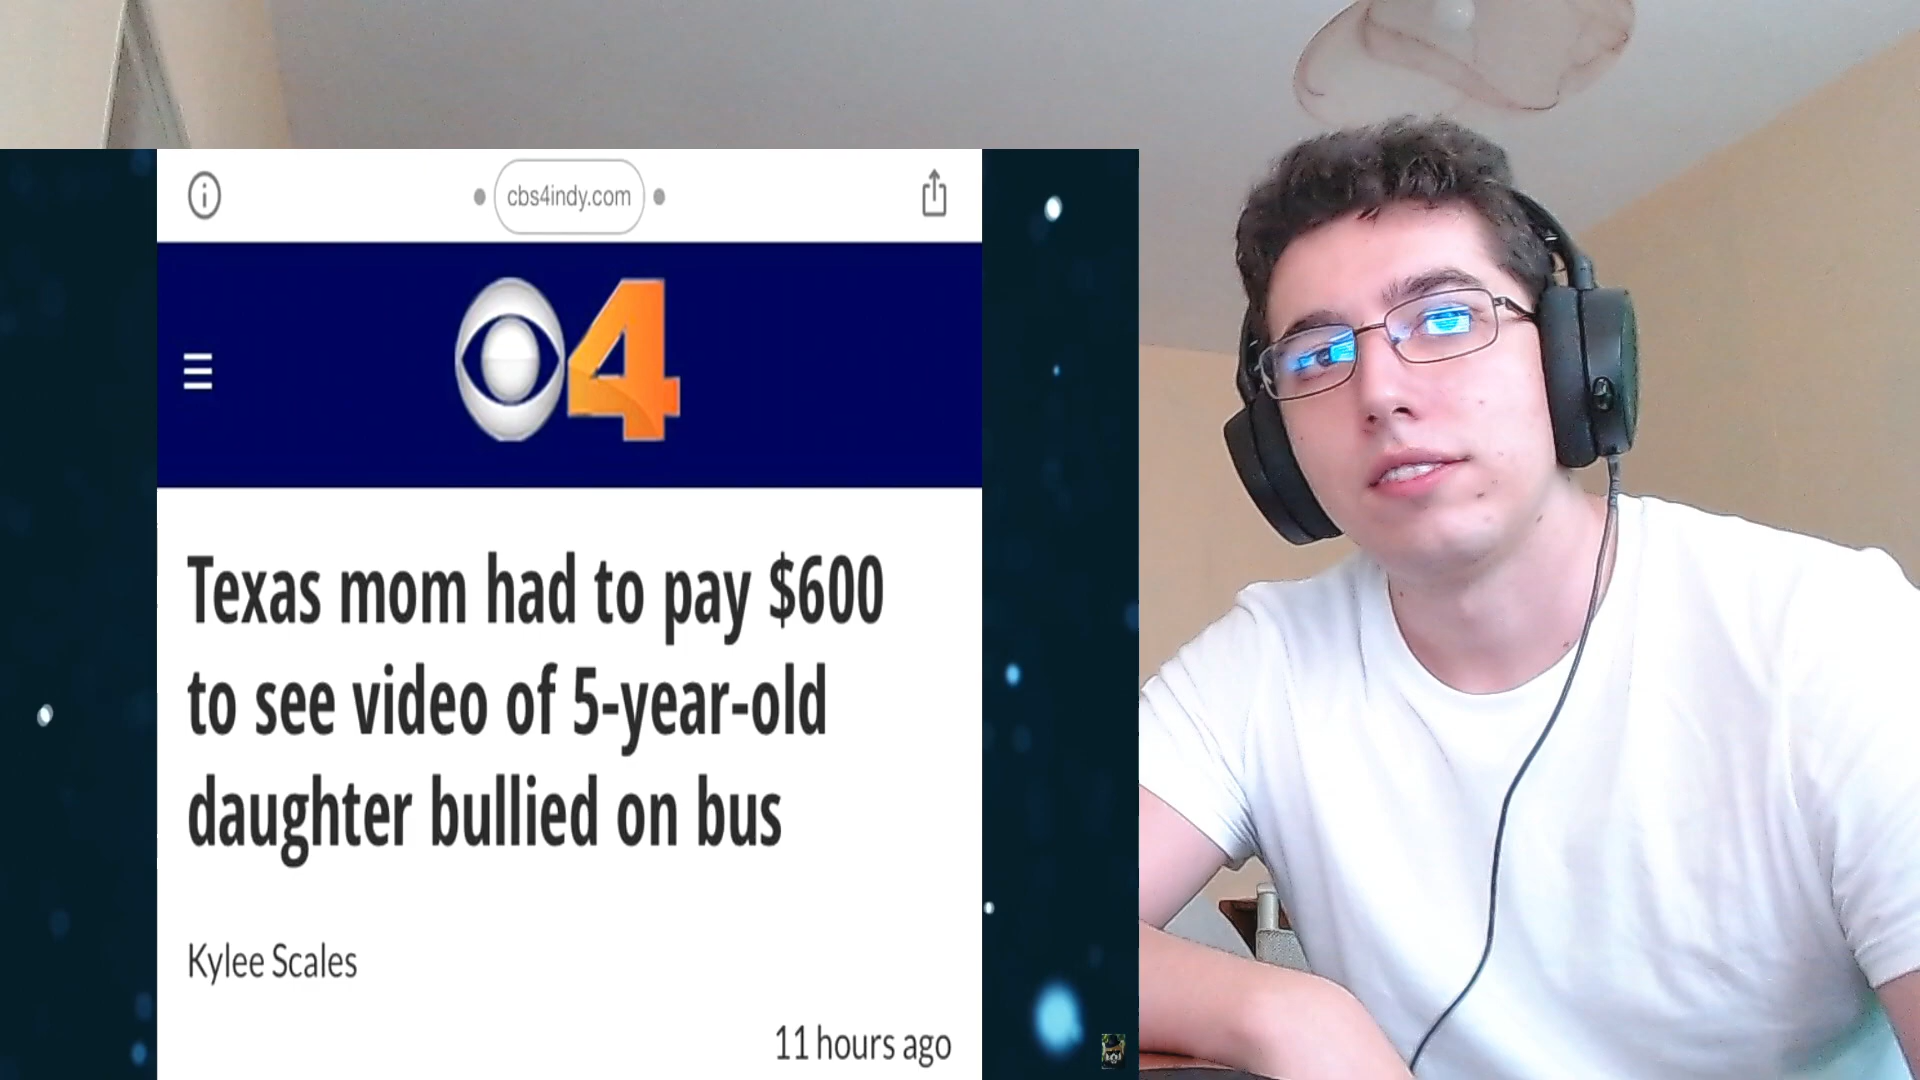 cbs4indy.com
4
Texas mom had to pay $600
to see video of 5-year-old
daughter bullied on bus
Kylee Scales
11 hours ago